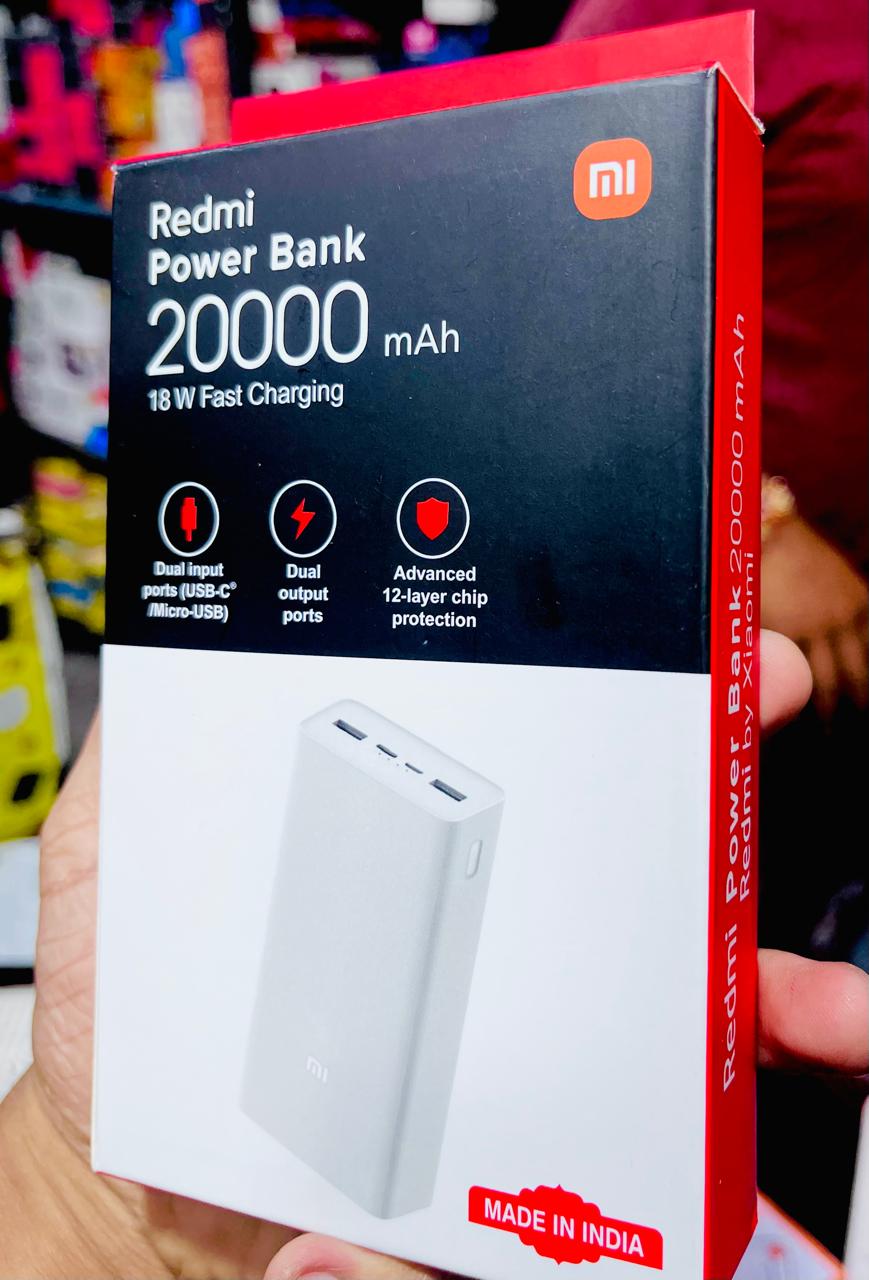 mi
Redmi
Power Bank
20000 mAh
18 W Fast Charging
Dual input
ports (USB-C®
/Micro-USB)
Dual
output
ports
Advanced
12-layer chip
protection
mi
MADE IN INDIA
Redmi Power Bank 20000 mAh
Redmi by Xiaomi